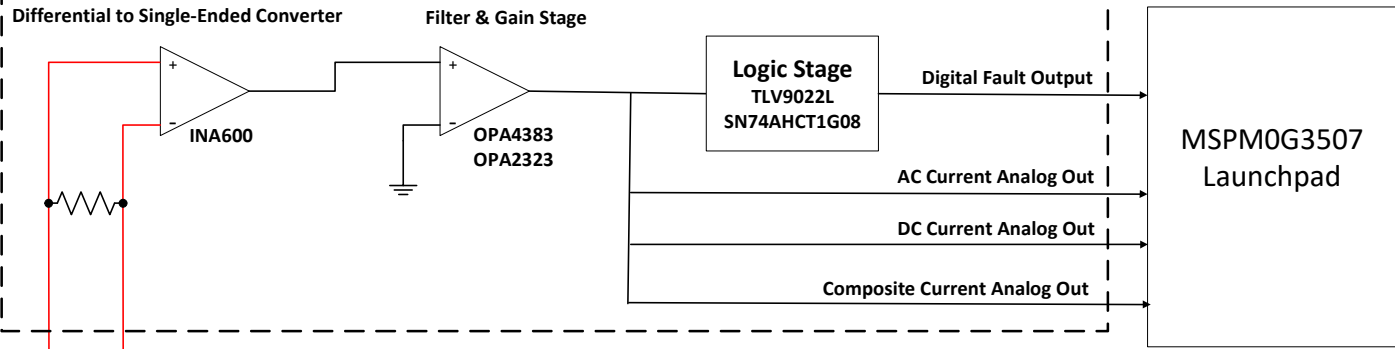 Differential to Single-Ended Converter
Filter & Gain Stage
+
-
INA600
+
-
OPA4383
OPA2323
Logic Stage
TLV9022L
SN74AHCT1G08
Digital Fault Output
AC Current Analog Out
DC Current Analog Out
Composite Current Analog Out
MSPM0G3507
Launchpad